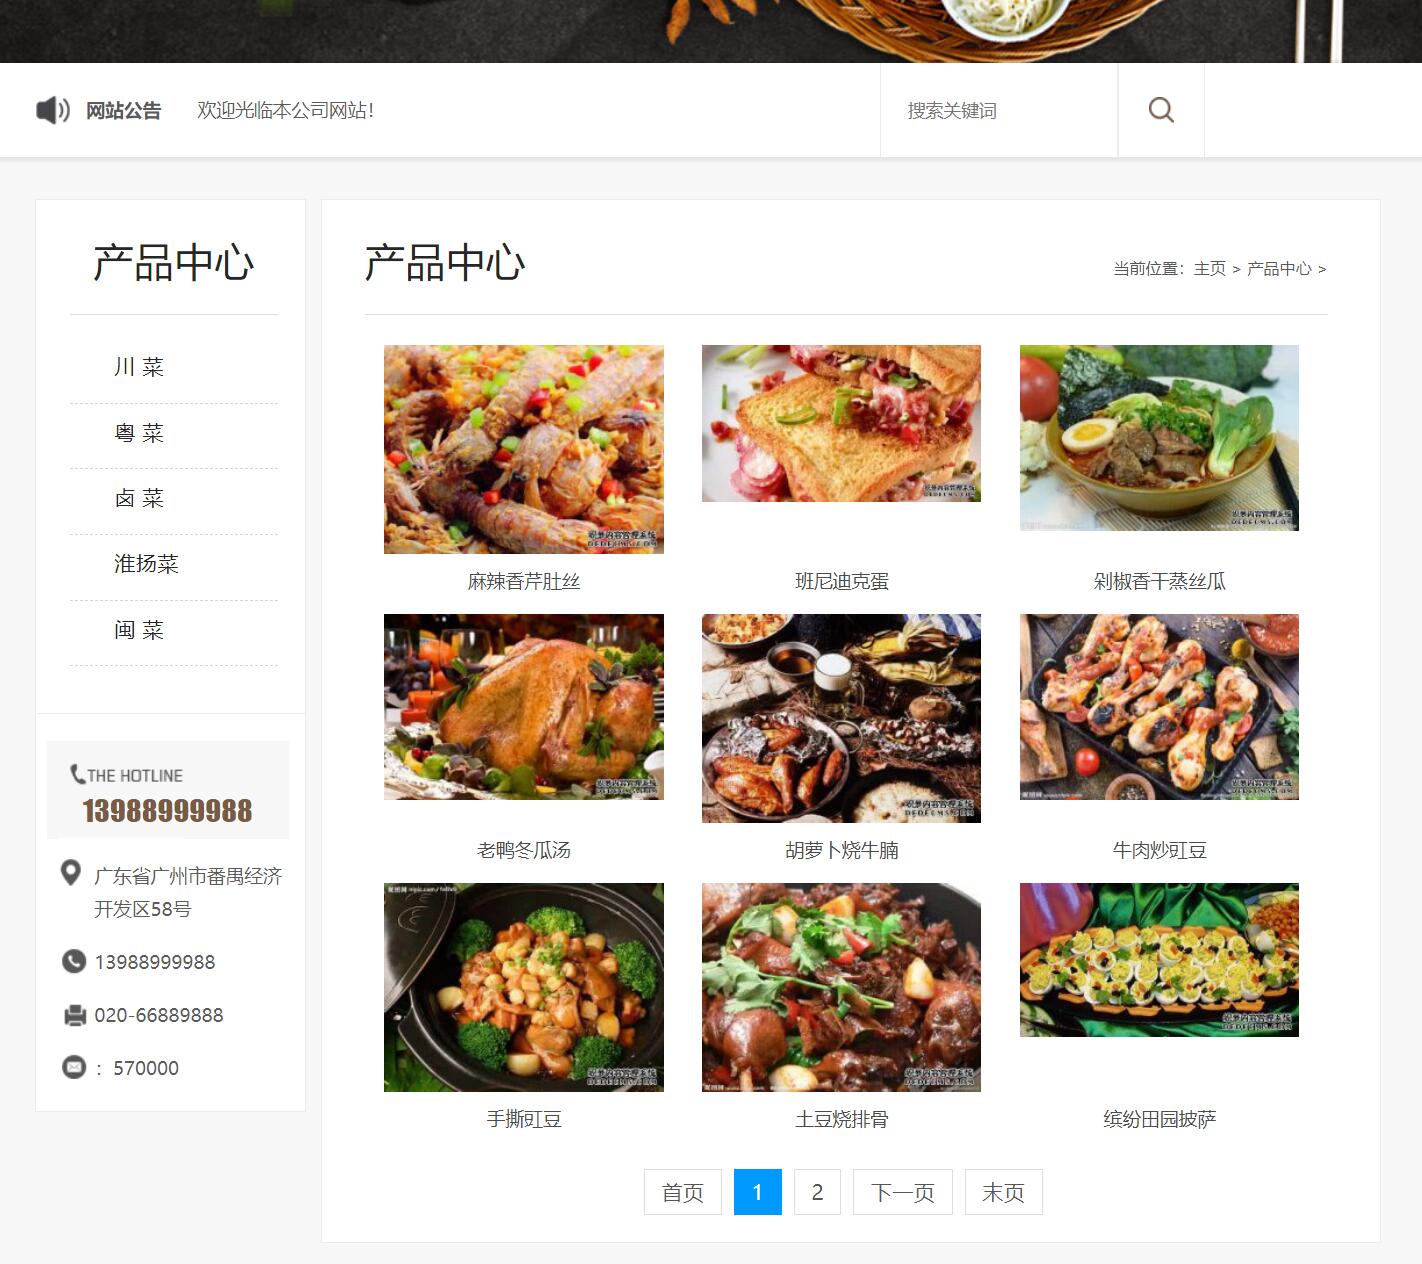 网站公告 欢迎光临本公司网站！ 搜索关键词
产品中心
川 菜
粤 菜
卤 菜
淮扬菜
闽 菜
THE HOTLINE
13988999988
广东省广州市番禺经济
开发区58号
13988999988
020-66889888
：570000
产品中心
当前位置：主页 > 产品中心 >
麻辣香芹肚丝 班尼迪克蛋 剁椒香干蒸丝瓜
老鸭冬瓜汤 胡萝卜烧牛腩 牛肉炒豇豆
手撕豇豆 土豆烧排骨 缤纷田园披萨
首页 1 2 下一页 末页